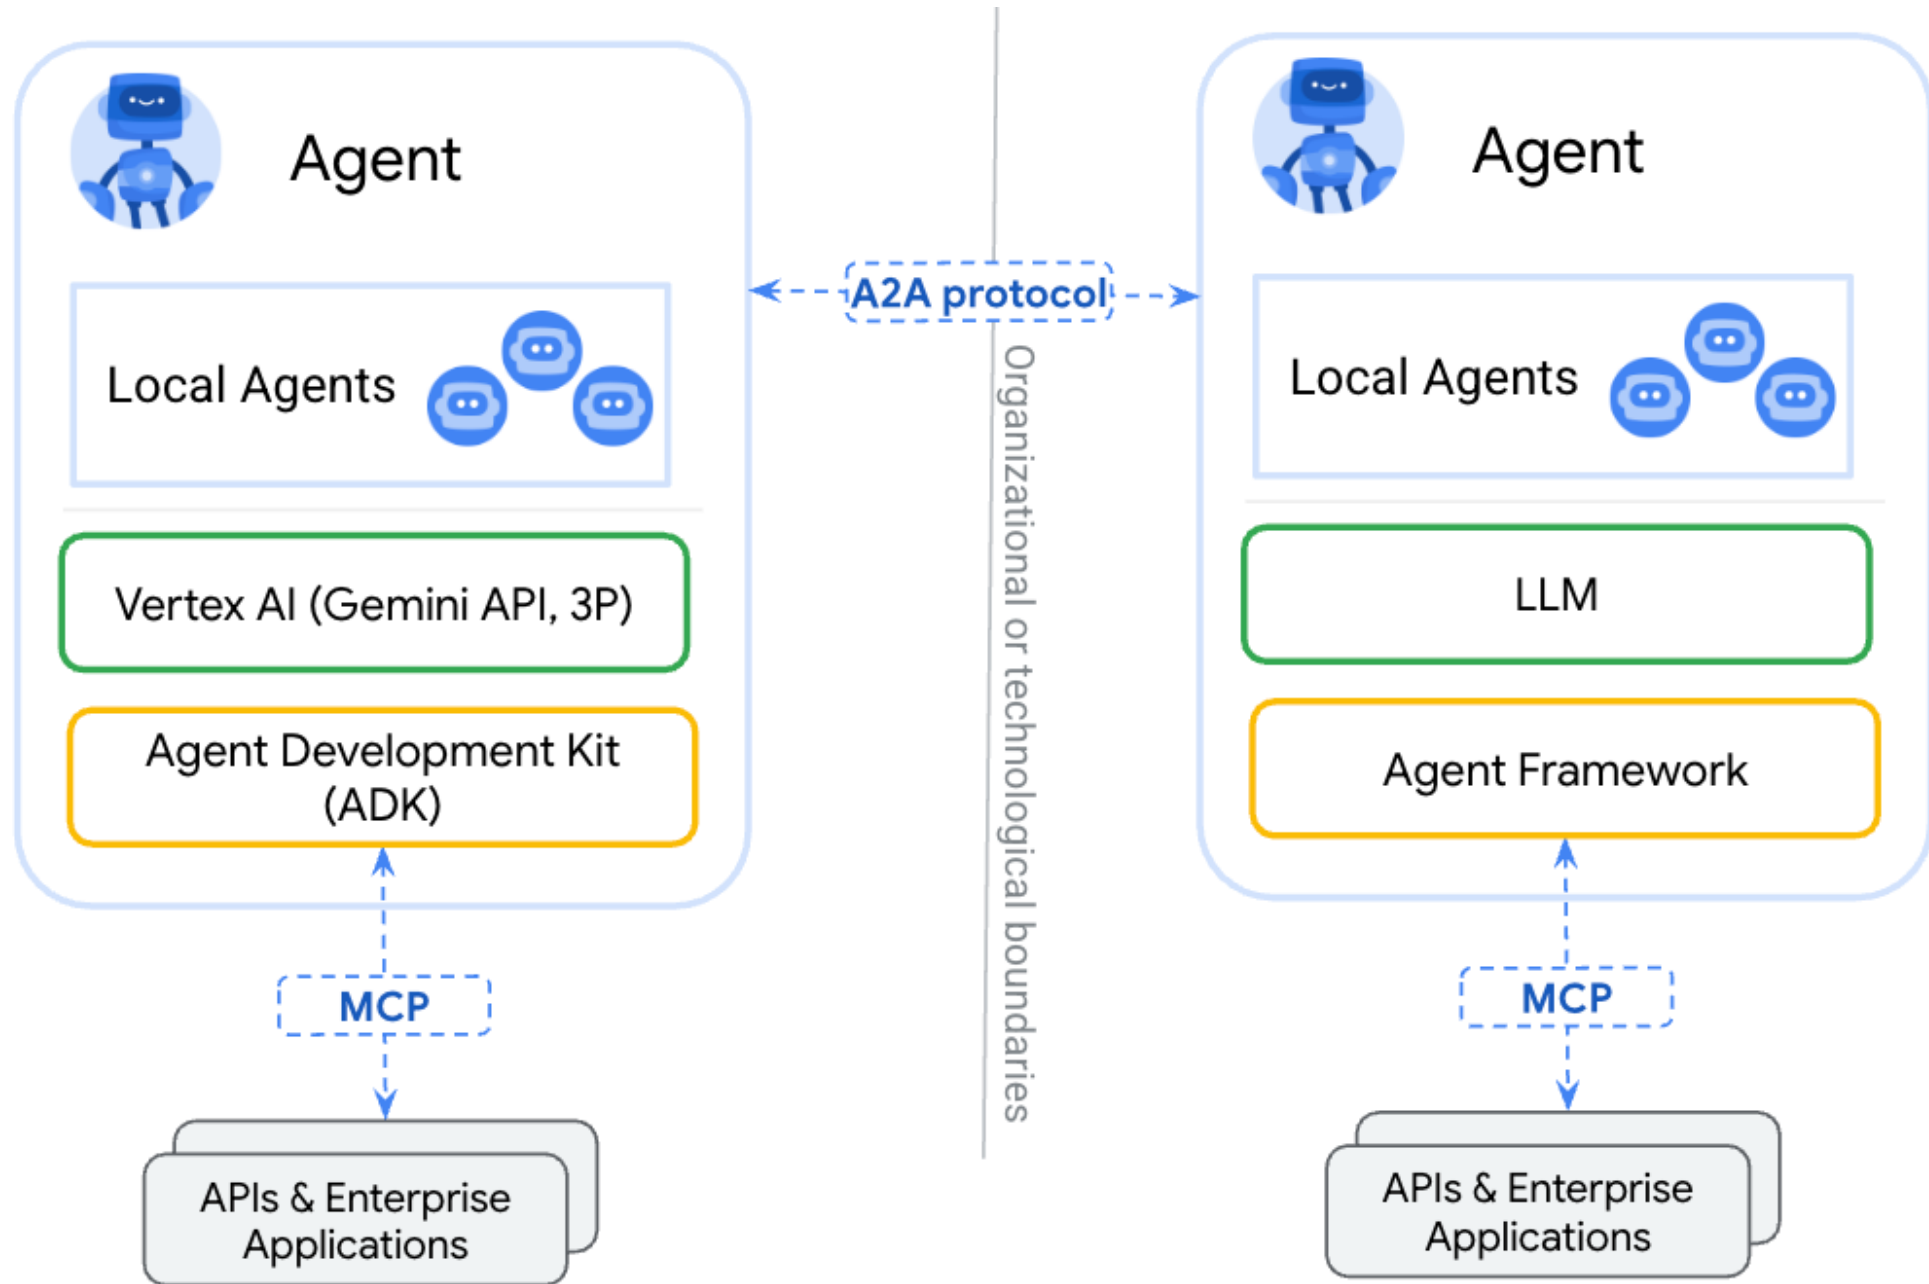 Agent
Local Agents
Vertex AI (Gemini API, 3P)
Agent Development Kit
(ADK)
MCP
APIs & Enterprise
Applications
A2A protocol
Organizational or technological boundaries
Agent
Local Agents
LLM
Agent Framework
MCP
APIs & Enterprise
Applications